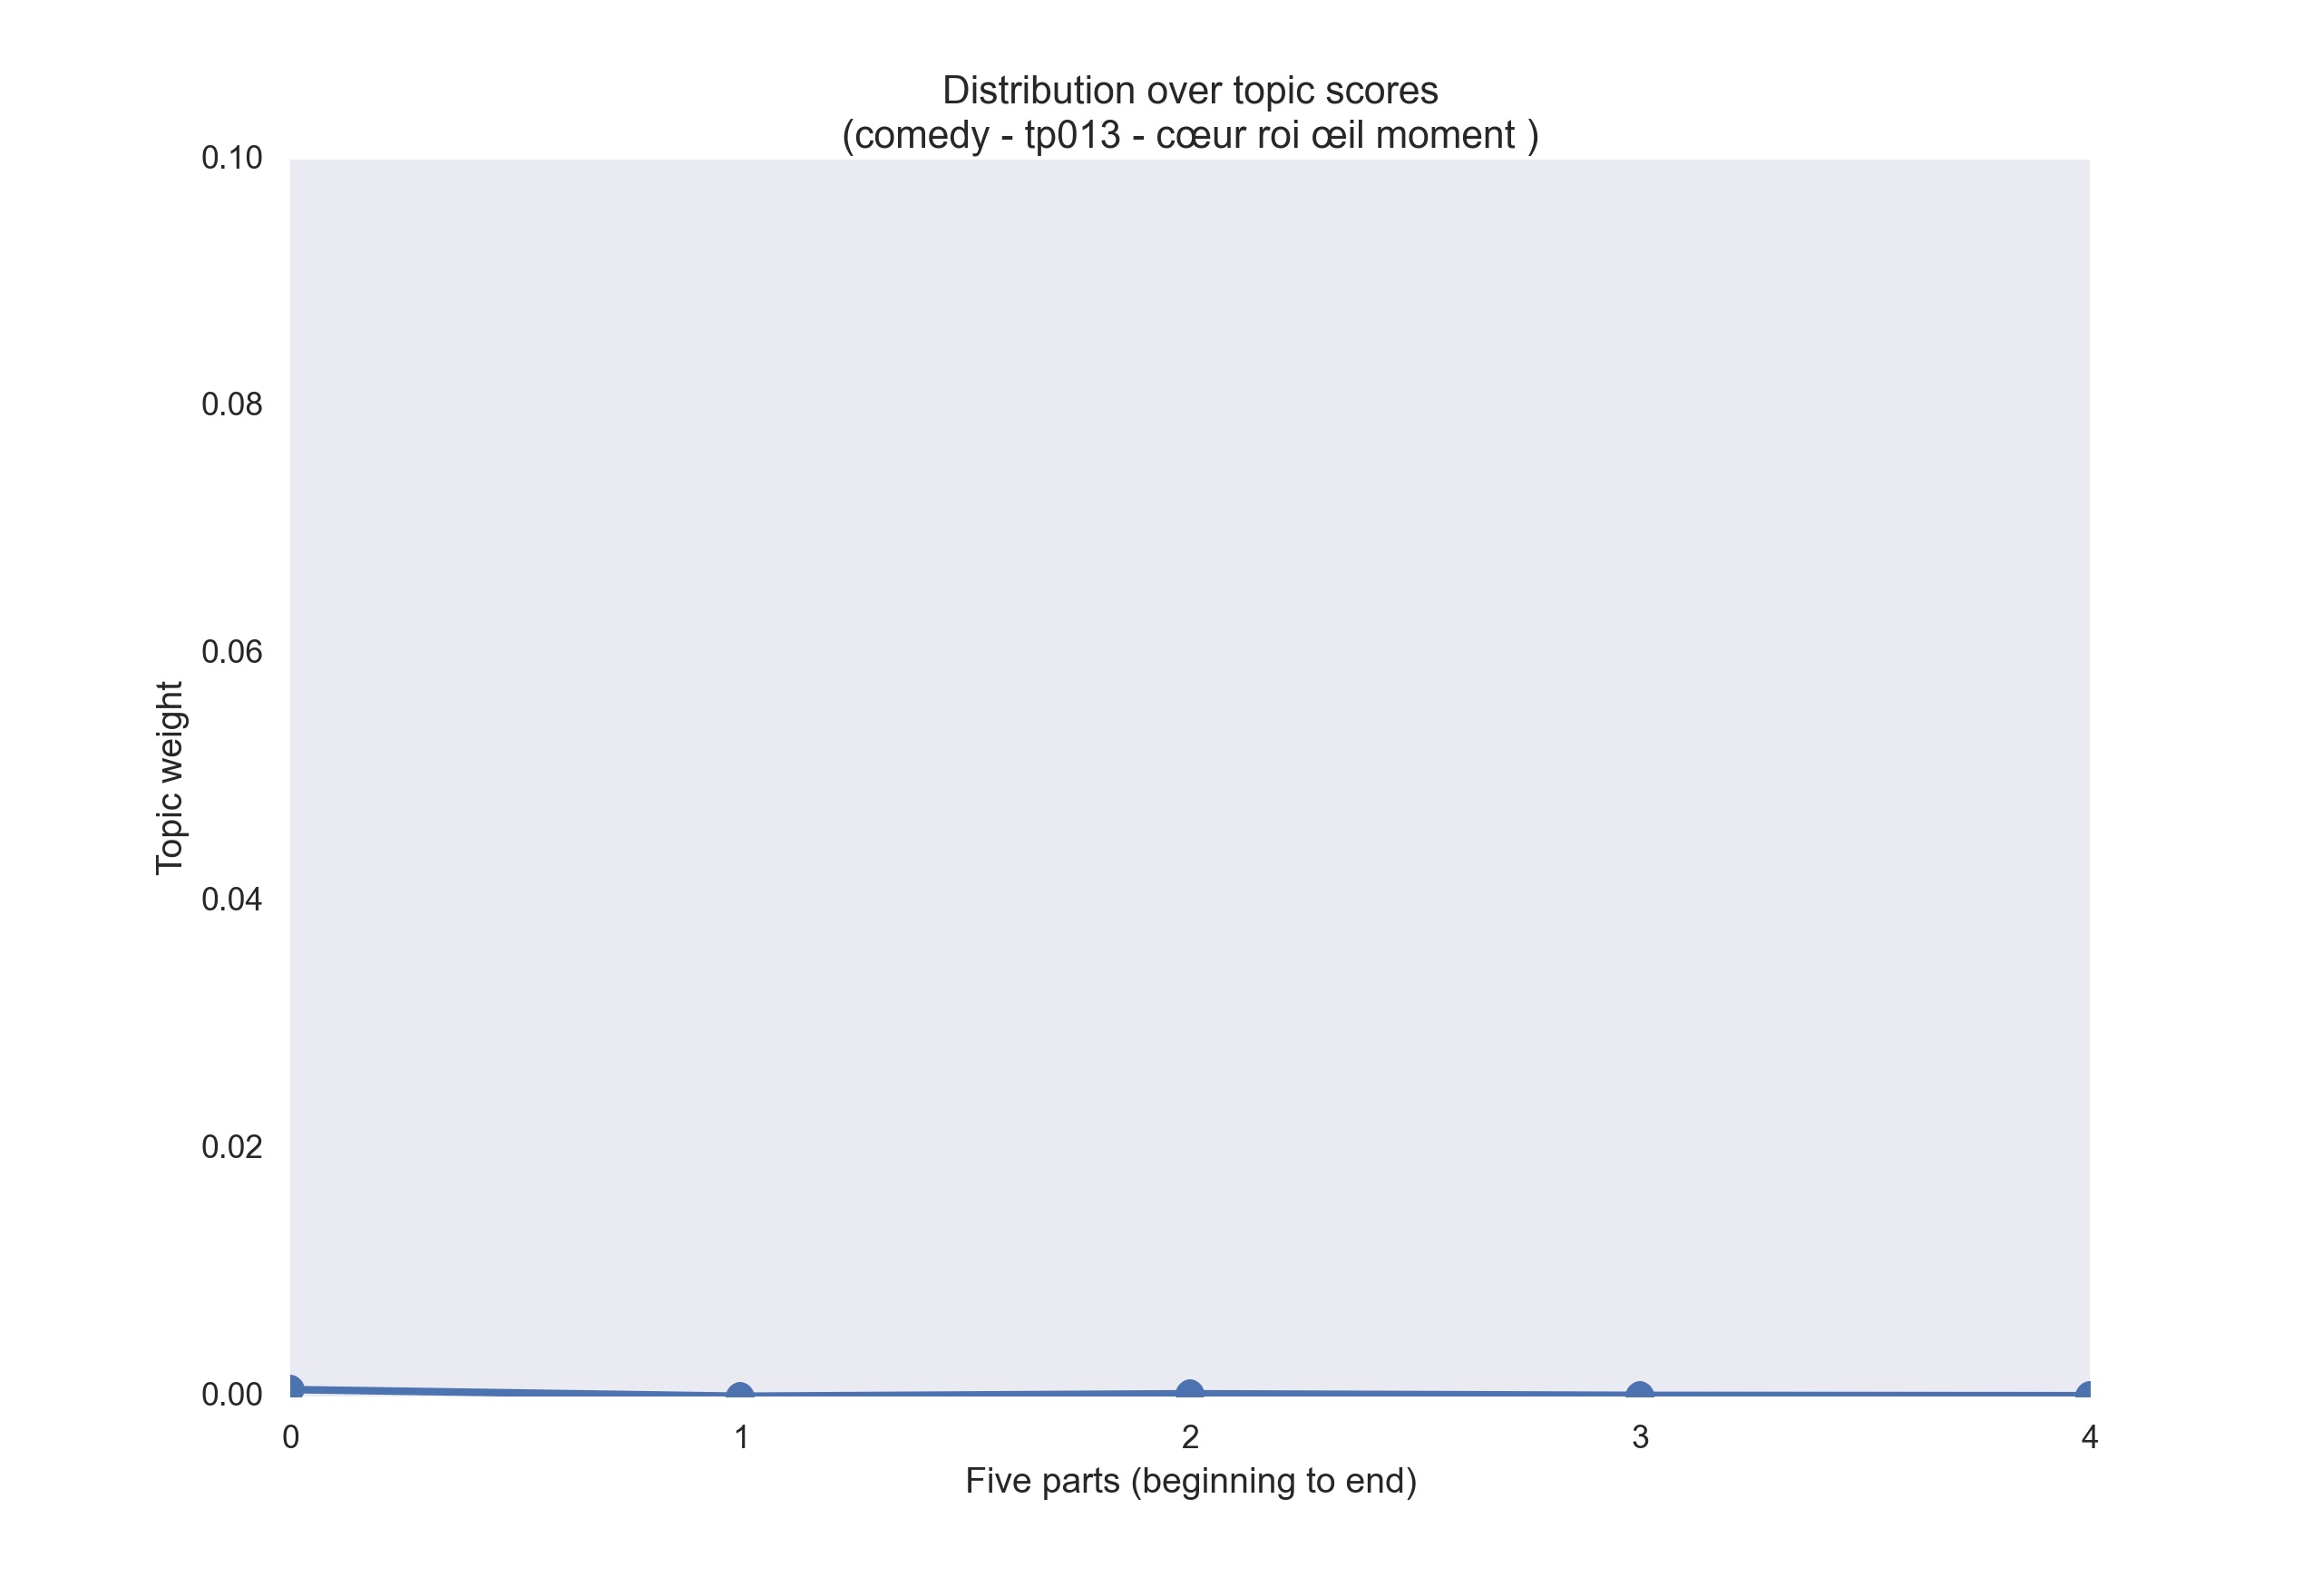 Distribution over topic scores
(comedy - tp013 - cœur roi œil moment )
0.10
0.08
0.06
0.04
0.02
0.00
Topic weight
0 1 2 3 4
Five parts (beginning to end)